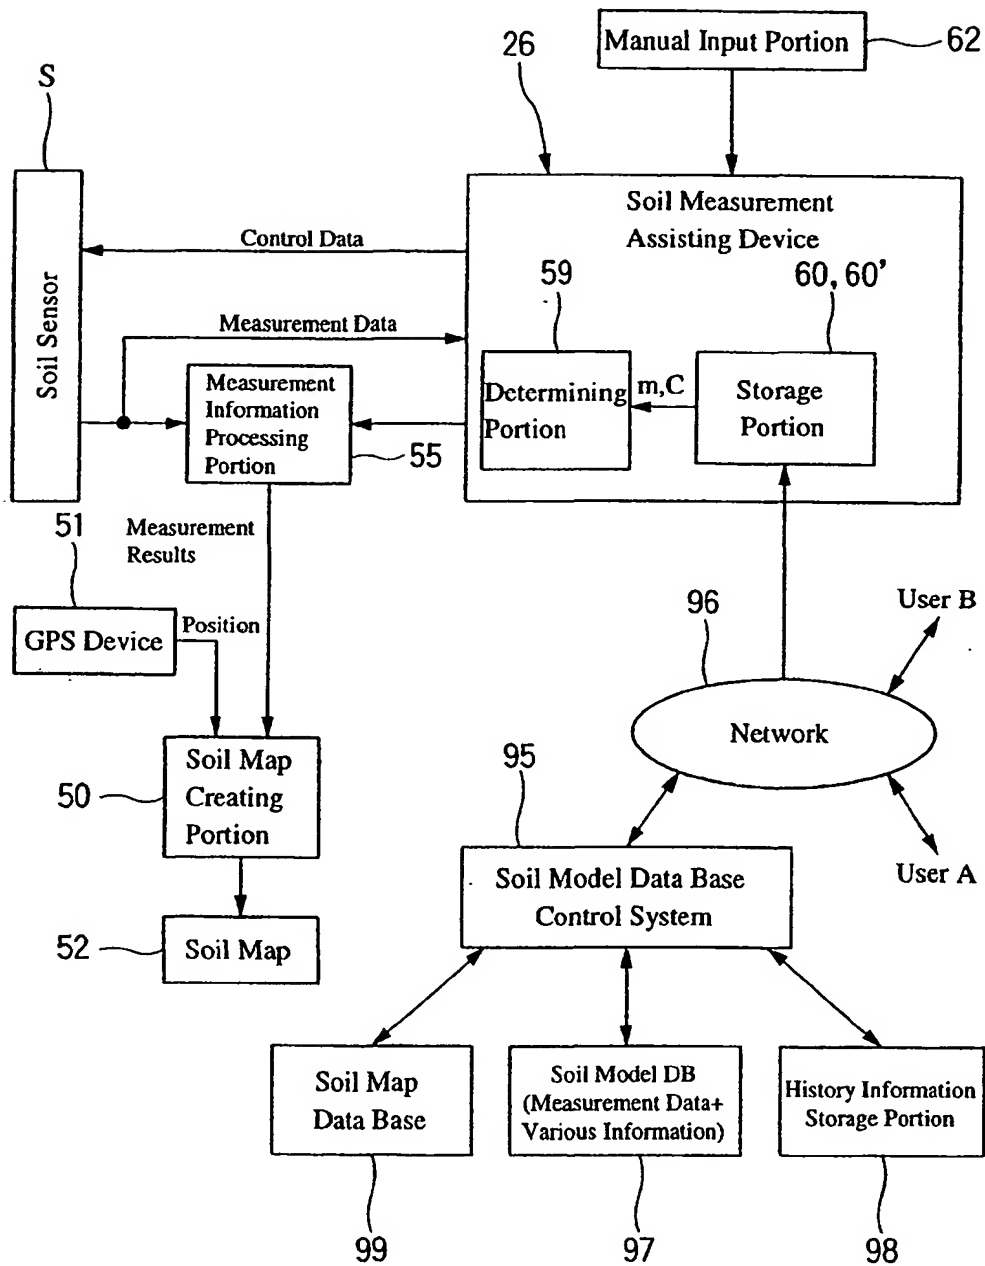 Manual Input Portion
62
26
S
Soil Measurement
Assisting Device
Control Data
59
60, 60'
Soil Sensor
Measurement Data
Measurement
Information
Processing
Portion
55
Determining
Portion
m,C
Storage
Portion
51
Measurement
Results
GPS Device
Position
96
User B
Network
50
Soil Map
Creating
Portion
95
User A
Soil Model Data Base
Control System
52
Soil Map
Soil Map
Data Base
Soil Model DB
(Measurement Data+
Various Information)
History Information
Storage Portion
99
97
98